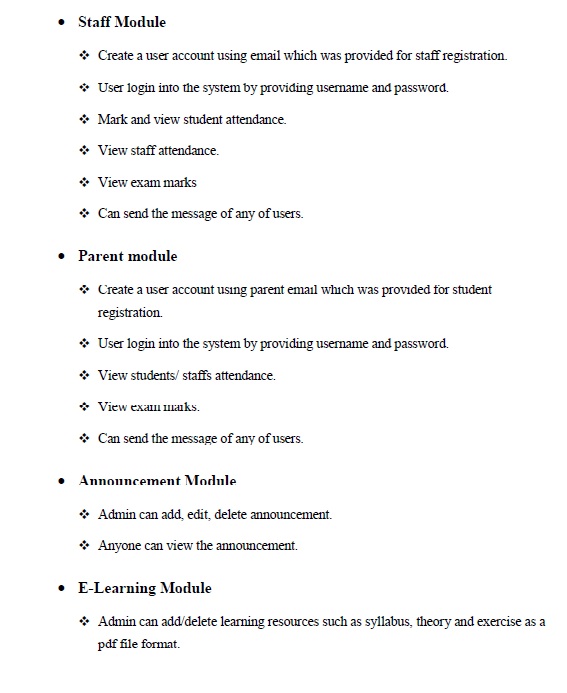 • Staff Module
❖ Create a user account using email which was provided for staff registration.
❖ User login into the system by providing username and password.
❖ Mark and view student attendance.
❖ View staff attendance.
❖ View exam marks
❖ Can send the message of any of users.
• Parent module
❖ Create a user account using parent email which was provided for student
registration.
❖ User login into the system by providing username and password.
❖ View students/ staffs attendance.
❖ View exam marks.
❖ Can send the message of any of users.
• Announcement Module
❖ Admin can add, edit, delete announcement.
❖ Anyone can view the announcement.
• E-Learning Module
❖ Admin can add/delete learning resources such as syllabus, theory and exercise as a
pdf file format.